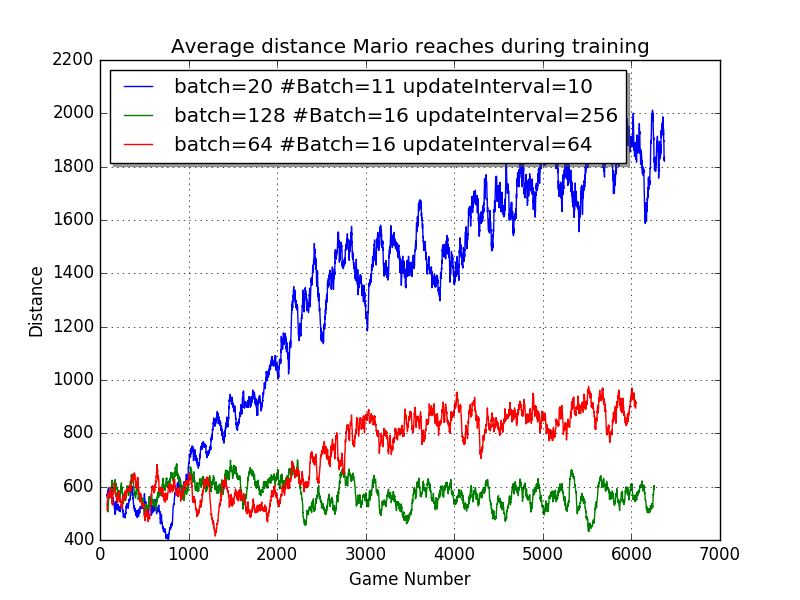 Average distance Mario reaches during training
batch=20 #Batch=11 updateInterval=10
batch=128 #Batch=16 updateInterval=256
batch=64 #Batch=16 updateInterval=64
2200
2000
1800
1600
1400
1200
1000
800
600
400
Distance
0 1000 2000 3000 4000 5000 6000 7000
Game Number